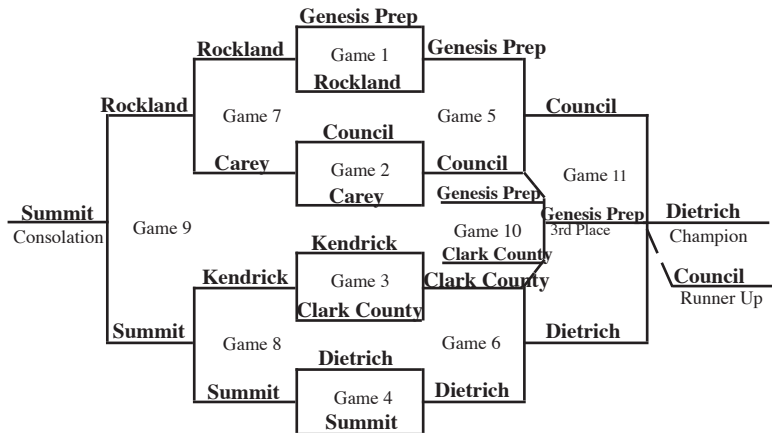 Genesis Prep
Rockland Game 1 Genesis Prep
Rockland
Rockland Game 7 Game 5 Council
Council
Carey Game 2 Council Game 11
Carey
Genesis Prep
Summit Game 9 Game 10 Genesis Prep Dietrich
Consolation 3rd Place Champion
Kendrick Clark County
Kendrick Game 3 Clark County Council
Clark County Runner Up
Summit Game 8 Game 6 Dietrich
Dietrich
Summit Game 4 Dietrich
Summit